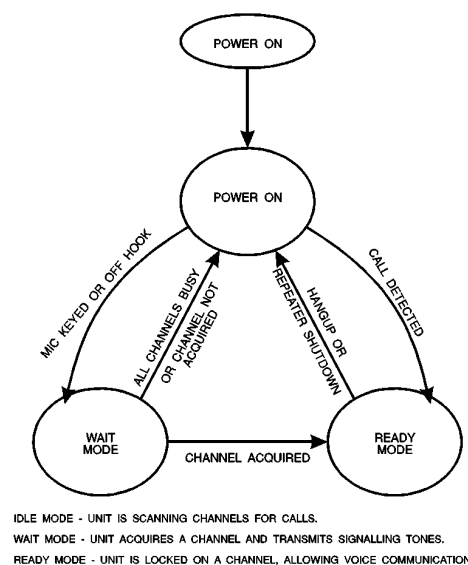 POWER ON
POWER ON
MIC KEYED OR OFF HOOK
ALL CHANNELS BUSY
OR CHANNEL NOT
ACQUIRED
HANGUP OR
REPEATER SHUTDOWN
CALL DETECTED
WAIT
MODE
CHANNEL ACQUIRED
READY
MODE
IDLE MODE - UNIT IS SCANNING CHANNELS FOR CALLS.
WAIT MODE - UNIT ACQUIRES A CHANNEL AND TRANSMITS SIGNALLING TONES.
READY MODE - UNIT IS LOCKED ON A CHANNEL, ALLOWING VOICE COMMUNICATION